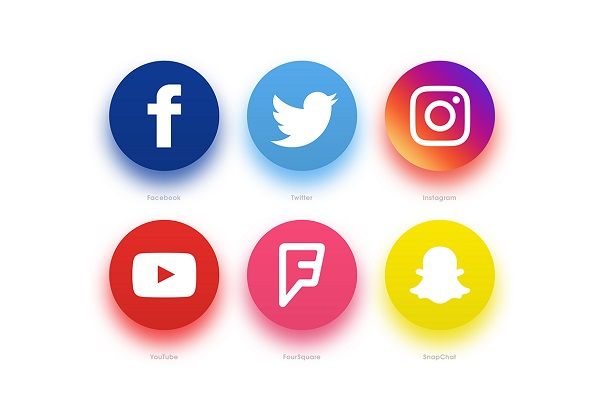 Facebook
Twitter
Instagram
YouTube
FourSquare
SnapChat